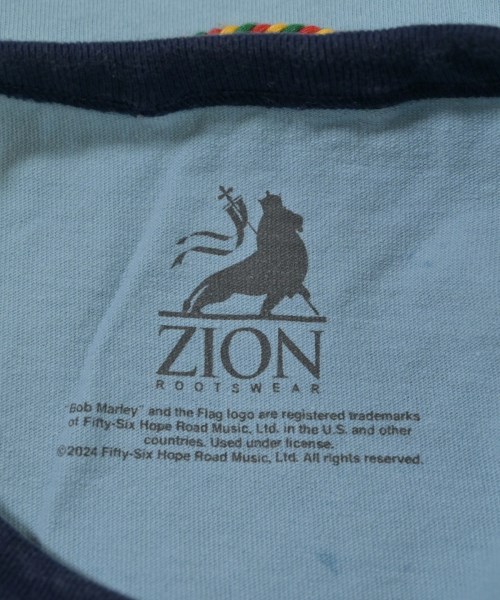 ZION
ROOTSWEAR
"Bob Marley" and the Flag logo are registered trademarks
of Fifty-Six Hope Road Music, Ltd. in the U.S. and other
countries. Used under license.
©2024 Fifty-Six Hope Road Music, Ltd. All rights reserved.